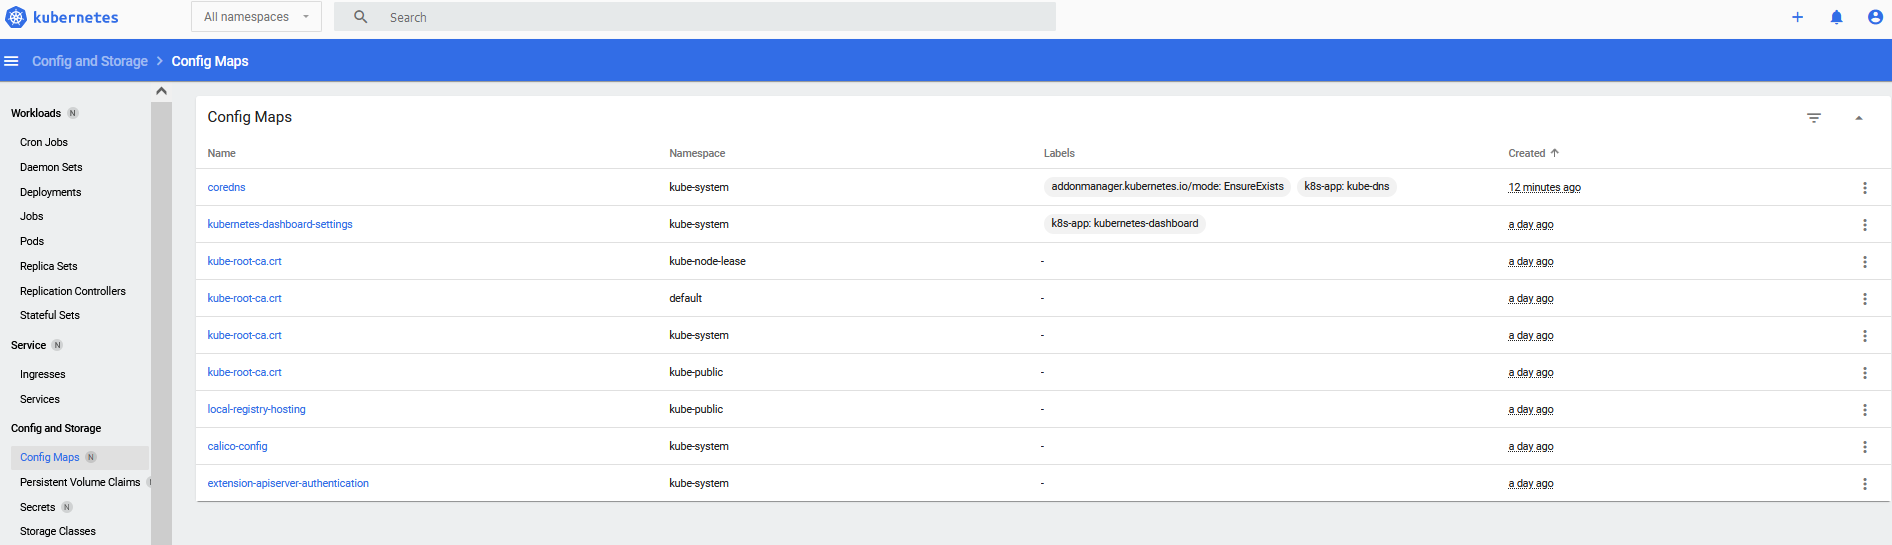 kubernetes
All namespaces
Search
Config and Storage > Config Maps
Workloads N
Cron Jobs
Daemon Sets
Deployments
Jobs
Pods
Replica Sets
Replication Controllers
Stateful Sets
Service N
Ingresses
Services
Config and Storage
Config Maps N
Persistent Volume Claims
Secrets N
Storage Classes
Config Maps
Name Namespace Labels Created
coredns kube-system addonmanager.kubernetes.io/mode: EnsureExists k8s-app: kube-dns 12 minutes ago
kubernetes-dashboard-settings kube-system k8s-app: kubernetes-dashboard a day ago
kube-root-ca.crt kube-node-lease - a day ago
kube-root-ca.crt default - a day ago
kube-root-ca.crt kube-system - a day ago
kube-root-ca.crt kube-public - a day ago
local-registry-hosting kube-public - a day ago
calico-config kube-system - a day ago
extension-apiserver-authentication kube-system - a day ago